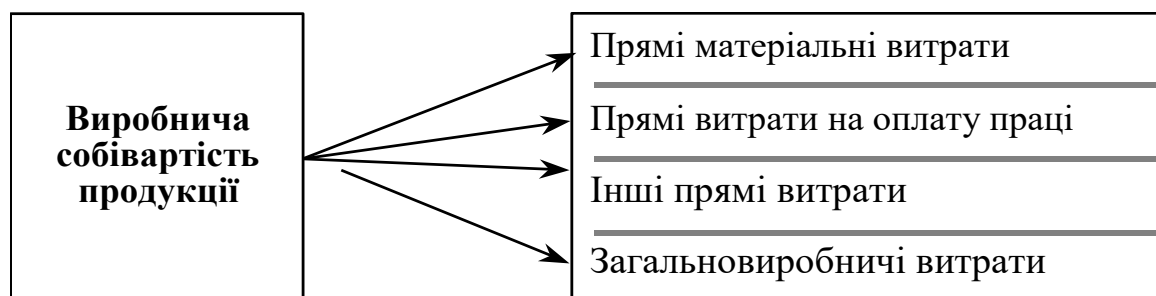 Виробнича
собівартість
продукції
Прямі матеріальні витрати
Прямі витрати на оплату праці
Інші прямі витрати
Загальновиробничі витрати